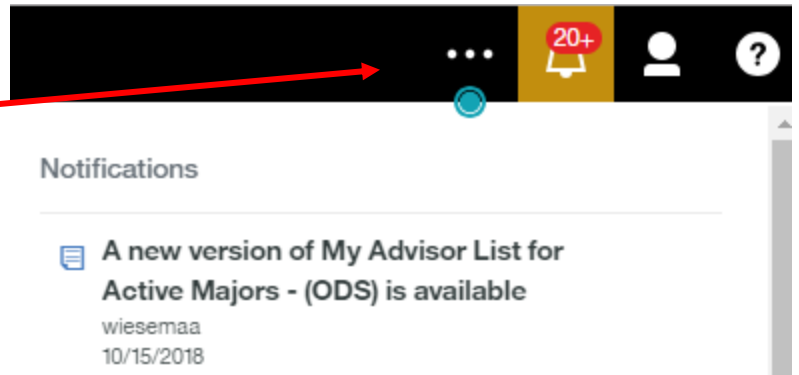 20+
?
Notifications
A new version of My Advisor List for
Active Majors - (ODS) is available
wiesemaa
10/15/2018